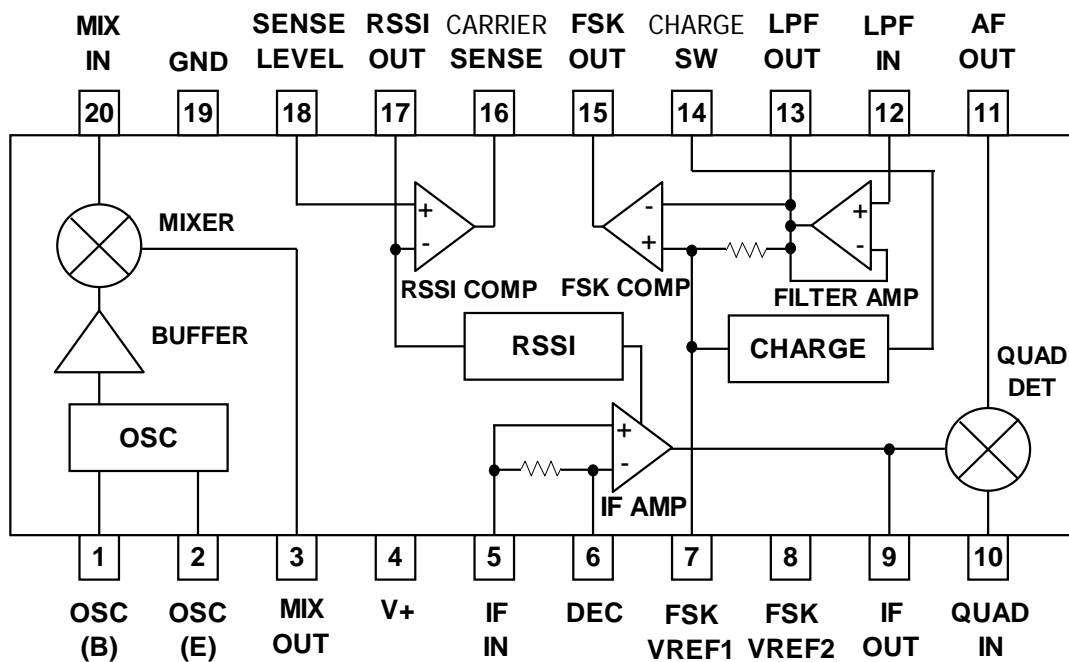 MIX IN
GND
SENSE LEVEL
RSSI OUT
CARRIER SENSE
FSK OUT
CHARGE SW
LPF OUT
LPF IN
AF OUT
20
19
18
17
16
15
14
13
12
11
MIXER
+
-
RSSI COMP
-
+
FSK COMP
+
-
FILTER AMP
BUFFER
RSSI
CHARGE
QUAD DET
OSC
+
-
IF AMP
1
2
3
4
5
6
7
8
9
10
OSC (B)
OSC (E)
MIX OUT
V+
IF IN
DEC
FSK VREF1
FSK VREF2
IF OUT
QUAD IN